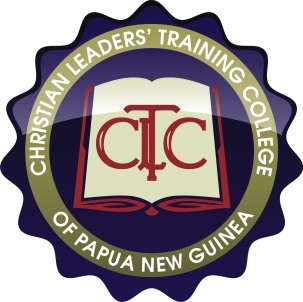 CHRISTIAN LEADERS' TRAINING COLLEGE
CLTC
OF PAPUA NEW GUINEA